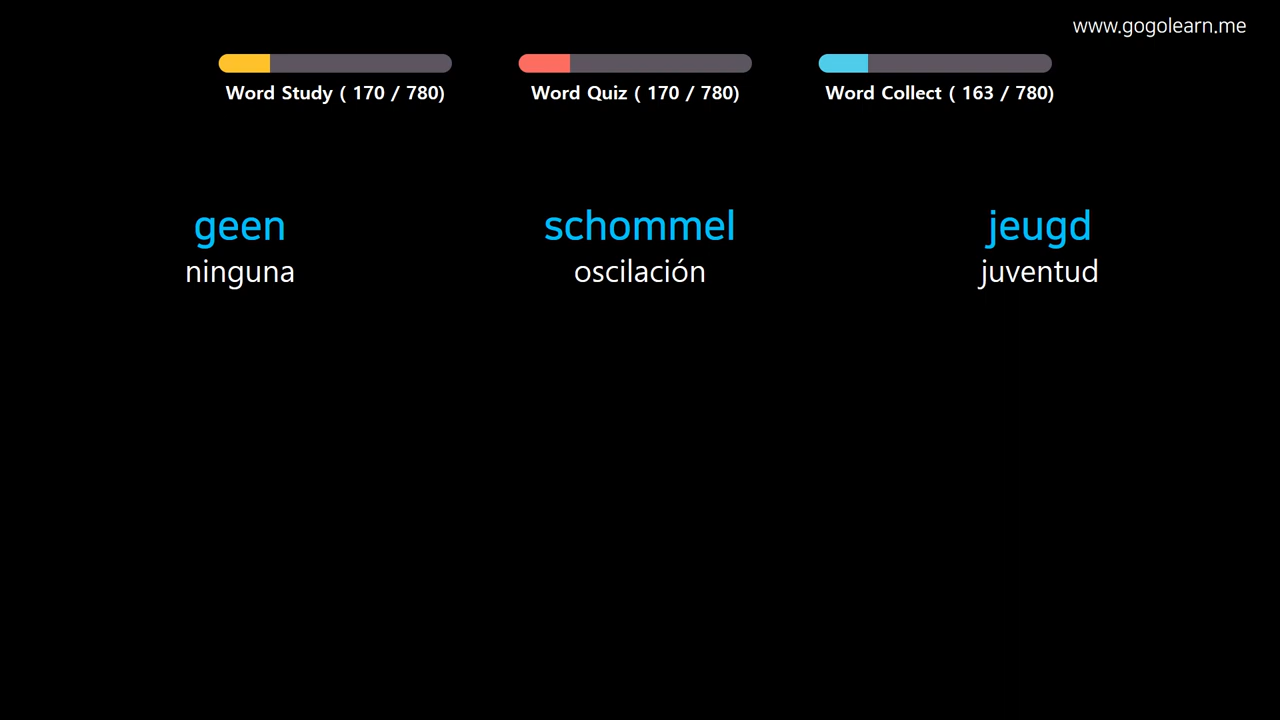 www.gogolearn.me
Word Study ( 170 / 780)
Word Quiz ( 170 / 780)
Word Collect ( 163 / 780)
geen
ninguna
schommel
oscilación
jeugd
juventud